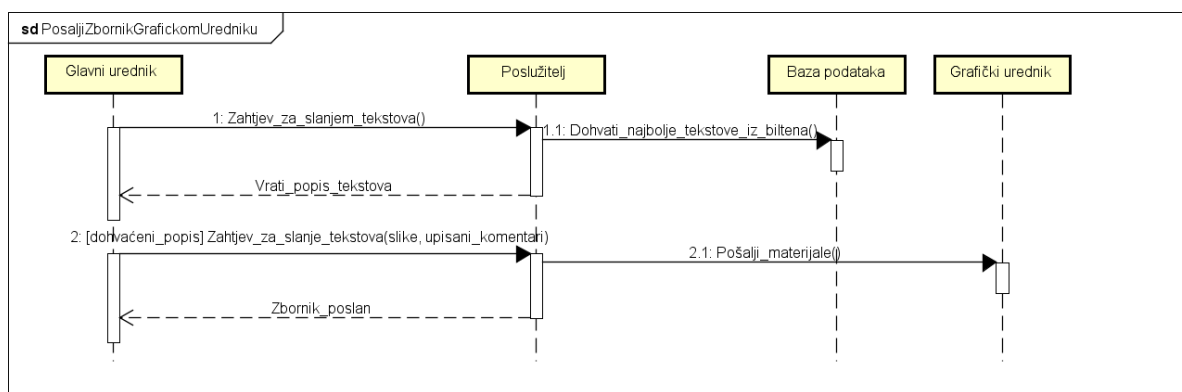 sd PosaljiZbornikGrafickomUredniku
Glavni urednik
Poslužitelj
Baza podataka
Grafički urednik
1: Zahtjev_za_slanjem_tekstova()
1.1: Dohvati_najbolje_tekstove_iz_biltena()
Vrati_popis_tekstova
2: [dohvaćeni_popis] Zahtjev_za_slanje_tekstova(slike, upisani_komentari)
2.1: Pošalji_materijale()
Zbornik_poslan